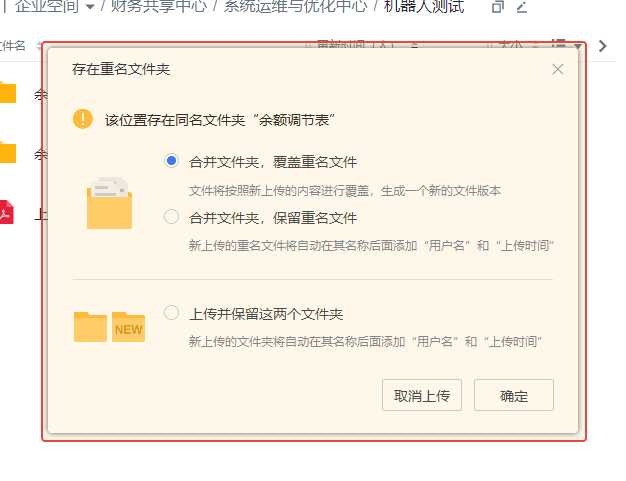 企业空间 / 财务共享中心 / 系统运维与优化中心 / 机器人测试
存在重名文件夹
该位置存在同名文件夹“余额调节表”
合并文件夹，覆盖重名文件
文件将按照新上传的内容进行覆盖，生成一个新的文件版本
合并文件夹，保留重名文件
新上传的重名文件将自动在其名称后面添加“用户名”和“上传时间”
NEW
上传并保留这两个文件夹
新上传的文件夹将自动在其名称后面添加“用户名”和“上传时间”
取消上传 确定